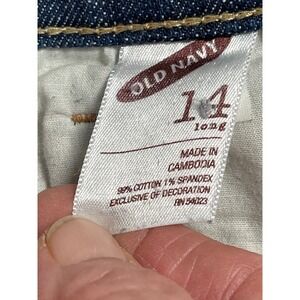 OLD NAVY
14
long
MADE IN
CAMBODIA
99% COTTON 1% SPANDEX
EXCLUSIVE OF DECORATION
RN 54023